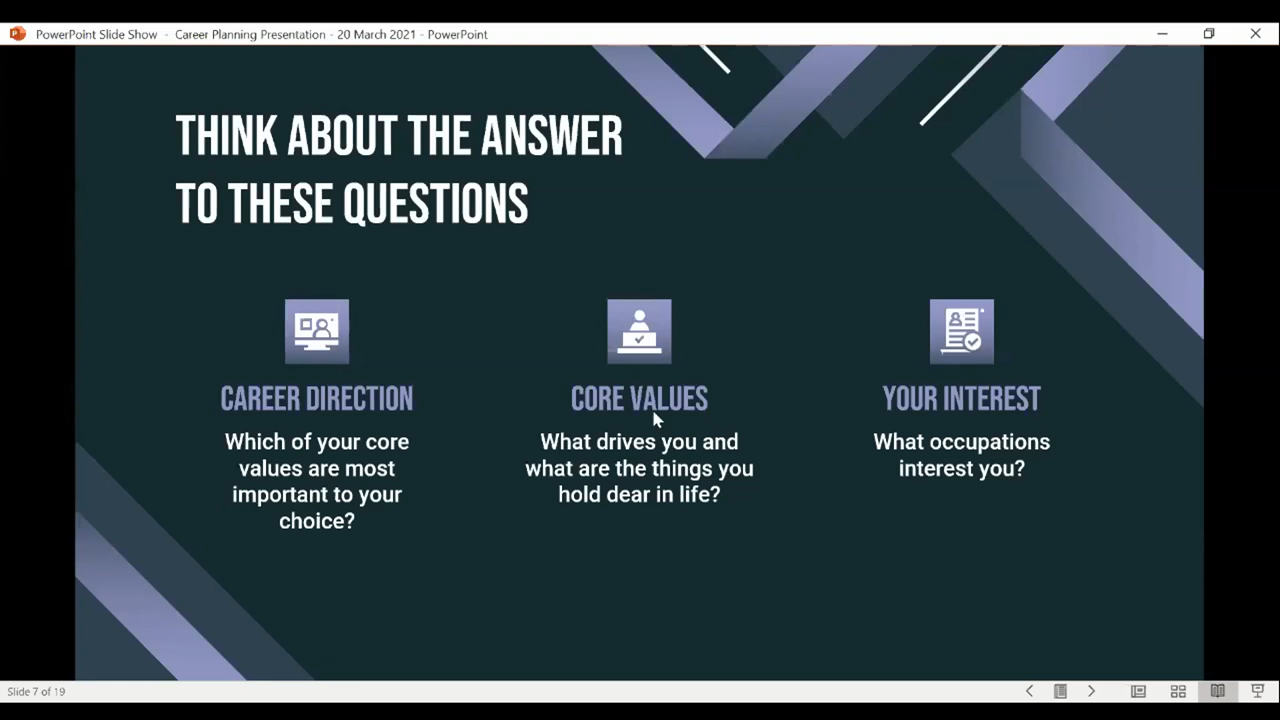 PowerPoint Slide Show - Career Planning Presentation - 20 March 2021 - PowerPoint
THINK ABOUT THE ANSWER
TO THESE QUESTIONS
CAREER DIRECTION
Which of your core
values are most
important to your
choice?
CORE VALUES
What drives you and
what are the things you
hold dear in life?
YOUR INTEREST
What occupations
interest you?
Slide 7 of 19